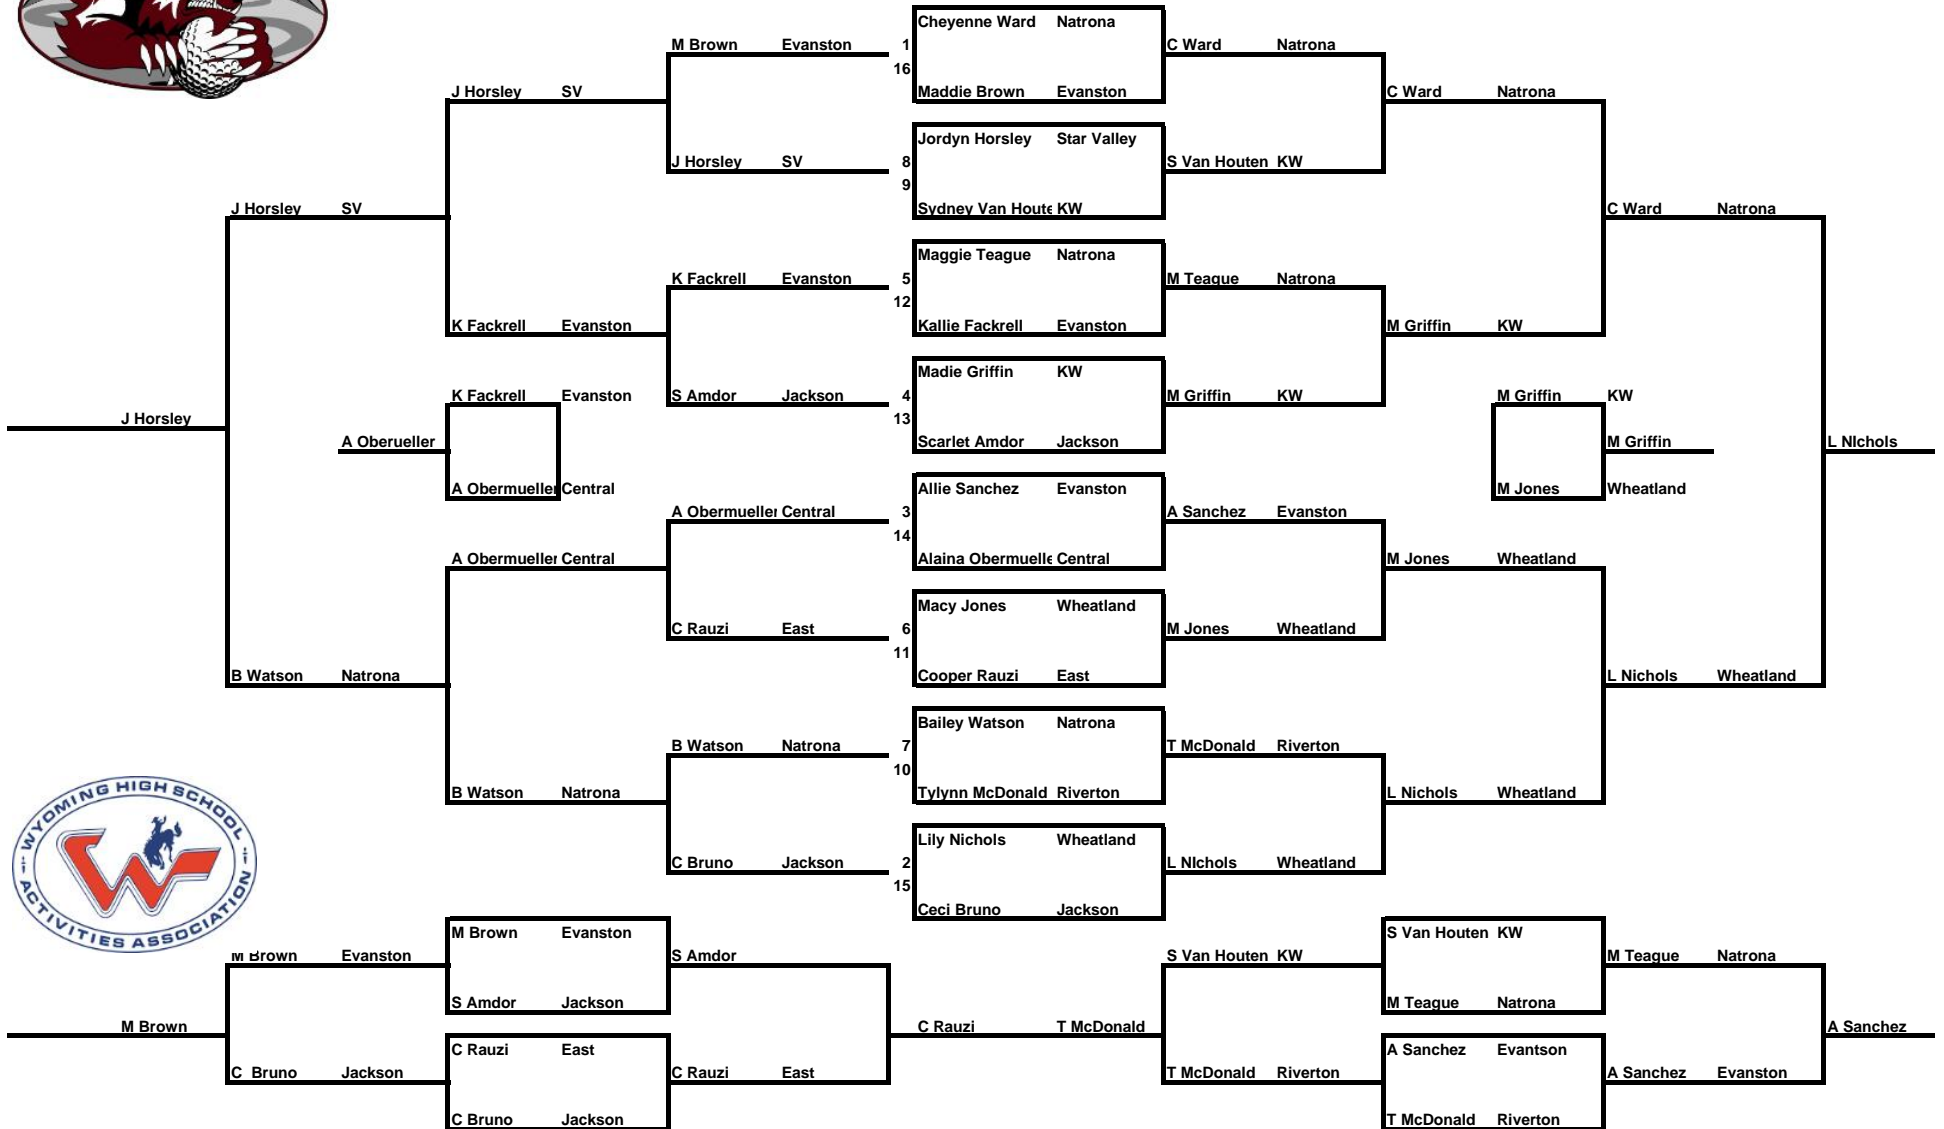 Cheyenne Ward Natrona
M Brown Evanston 1 C Ward Natrona
16
J Horsley SV Maddie Brown Evanston C Ward Natrona
Jordyn Horsley Star Valley
J Horsley SV 8 S Van Houten KW
9
J Horsley SV Sydney Van Houte KW C Ward Natrona
Maggie Teague Natrona
K Fackrell Evanston 5 M Teague Natrona
12
K Fackrell Evanston Kallie Fackrell Evanston M Griffin KW
Madie Griffin KW
K Fackrell Evanston S Amdor Jackson 4 M Griffin KW M Griffin KW
J Horsley 13
A Oberueller Scarlet Amdor Jackson M Griffin L NIchols
A Obermueller Central Allie Sanchez Evanston M Jones Wheatland
A Obermueller Central 3 A Sanchez Evanston
14
A Obermueller Central Alaina Obermuelle Central M Jones Wheatland
Macy Jones Wheatland
C Rauzi East 6 M Jones Wheatland
11
B Watson Natrona Cooper Rauzi East L Nichols Wheatland
Bailey Watson Natrona
B Watson Natrona 7 T McDonald Riverton
10
B Watson Natrona Tylynn McDonald Riverton L Nichols Wheatland
WYOMING HIGH SCHOOL
ACTIVITIES ASSOCIATION
Lily Nichols Wheatland
C Bruno Jackson 2 L NIchols Wheatland
15
Ceci Bruno Jackson
M Brown Evanston S Van Houten KW
M Brown Evanston S Amdor S Van Houten KW M Teague Natrona
S Amdor Jackson M Teague Natrona
M Brown C Rauzi T McDonald A Sanchez
C Rauzi East A Sanchez Evantson
C Bruno Jackson C Rauzi East T McDonald Riverton A Sanchez Evanston
C Bruno Jackson T McDonald Riverton